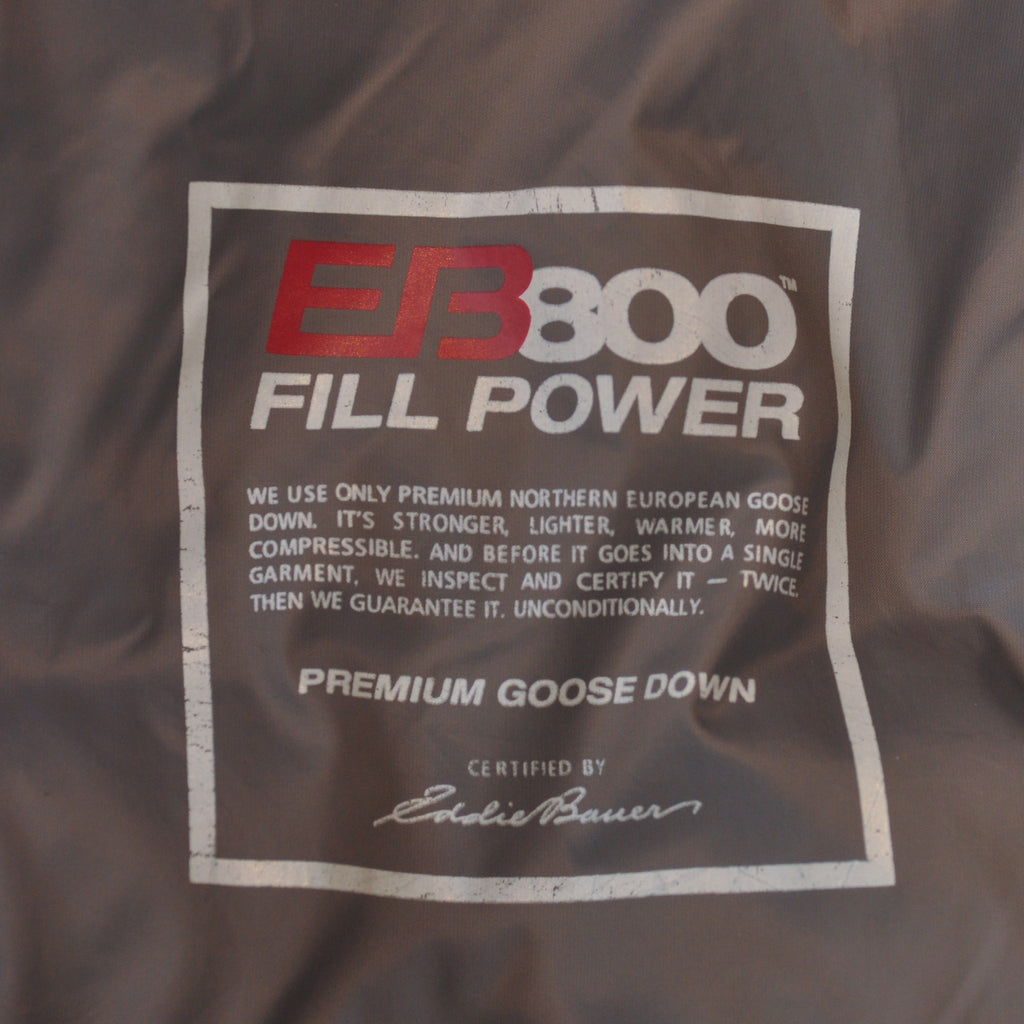 EB800™
FILL POWER
WE USE ONLY PREMIUM NORTHERN EUROPEAN GOOSE
DOWN. IT'S STRONGER, LIGHTER, WARMER, MORE
COMPRESSIBLE. AND BEFORE IT GOES INTO A SINGLE
GARMENT, WE INSPECT AND CERTIFY IT — TWICE.
THEN WE GUARANTEE IT. UNCONDITIONALLY.
PREMIUM GOOSE DOWN
CERTIFIED BY
Eddie Bauer